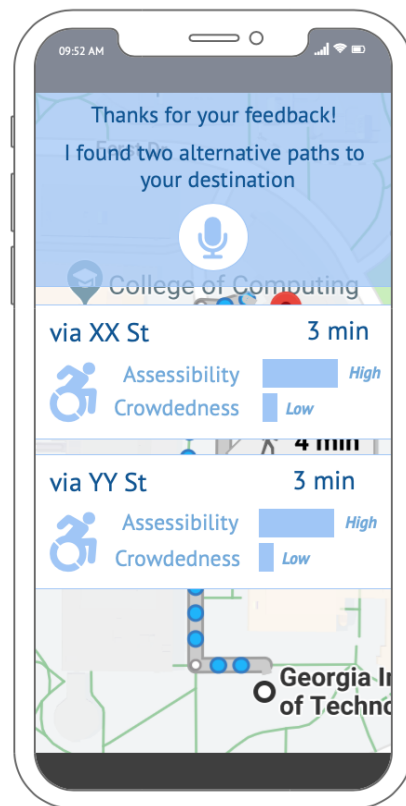 09:52 AM
Thanks for your feedback!
I found two alternative paths to
your destination
College of Computing
via XX St
3 min
Assessibility
High
Crowdedness
Low
4 min
via YY St
3 min
Assessibility
High
Crowdedness
Low
Georgia In
of Techno